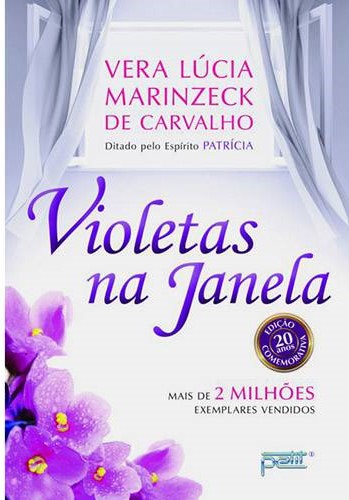 VERA LÚCIA
MARINZECK
DE CARVALHO
Ditado pelo Espírito PATRÍCIA
Violetas
na Janela
EDIÇÃO
20
anos
COMEMORATIVA
MAIS DE 2 MILHÕES
EXEMPLARES VENDIDOS
petit